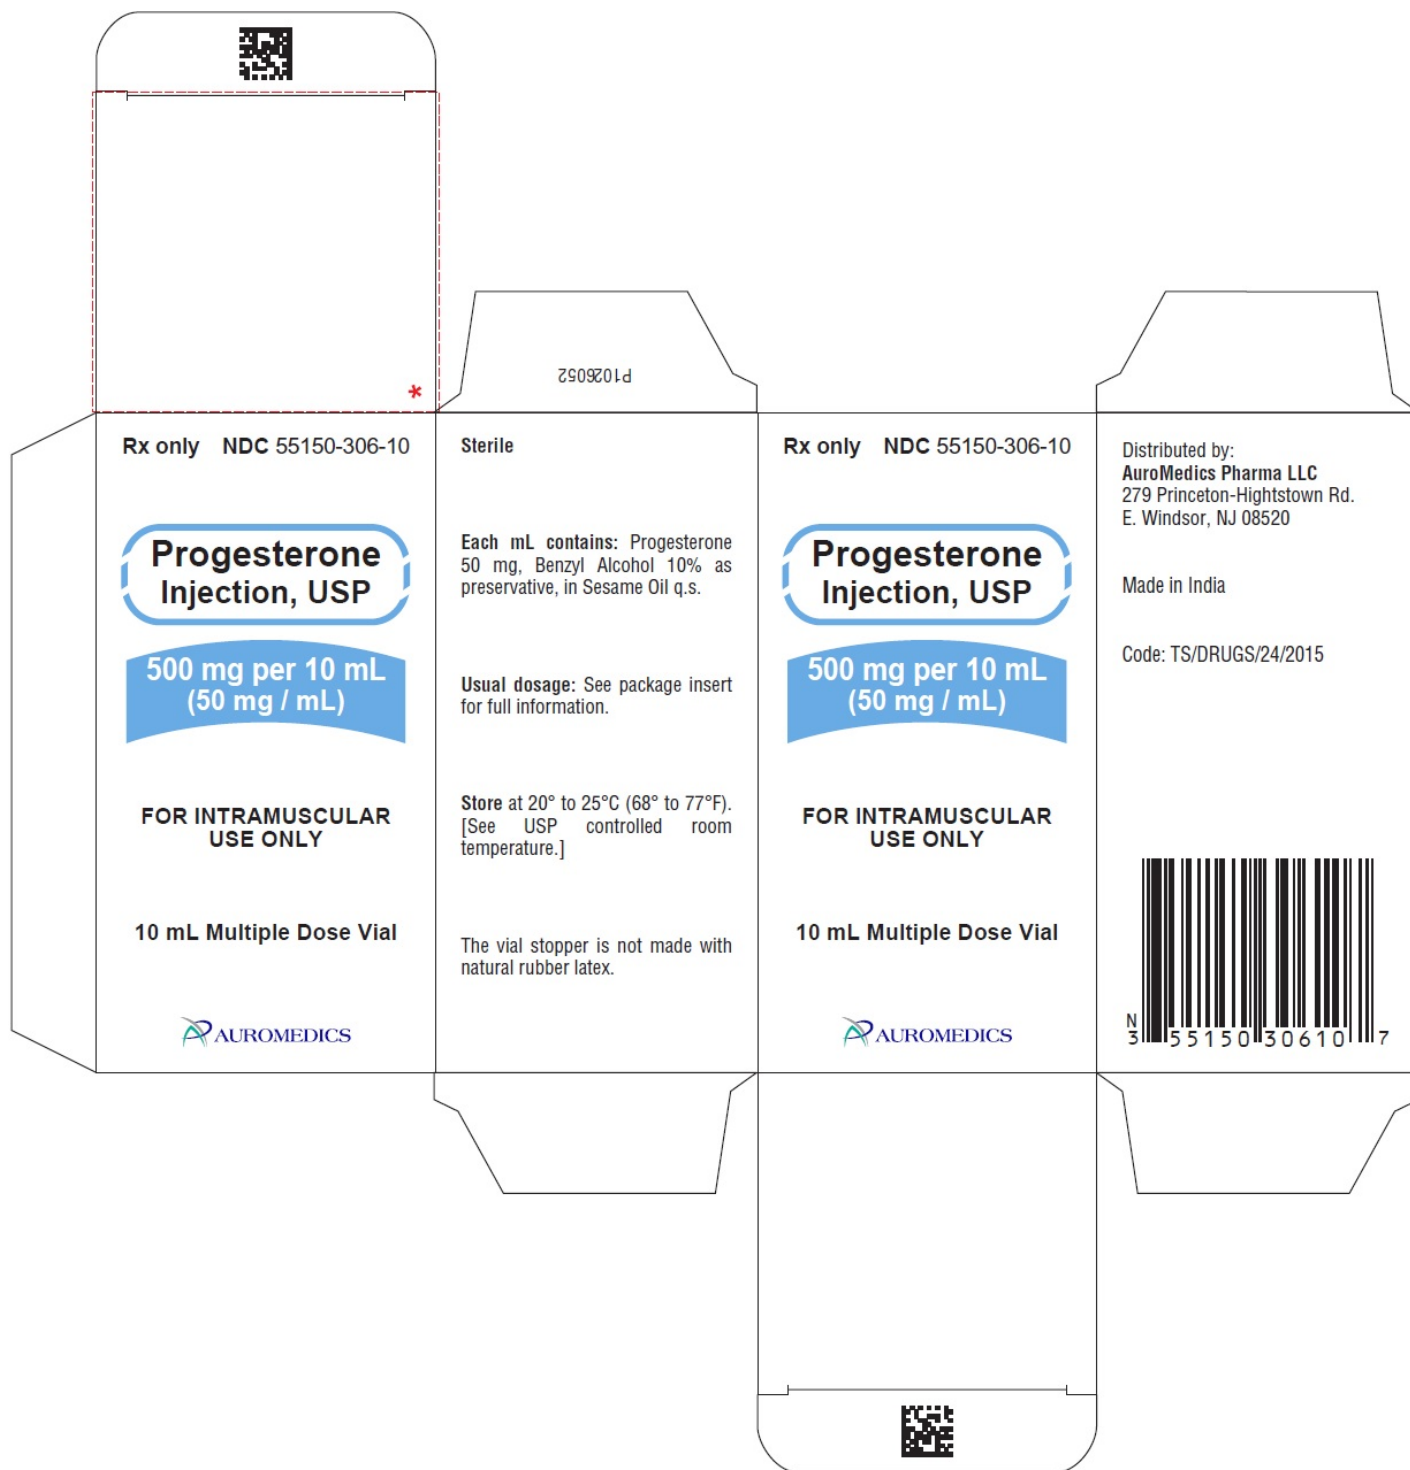 P1026052
*
Rx only NDC 55150-306-10
Progesterone
Injection, USP
500 mg per 10 mL
(50 mg / mL)
FOR INTRAMUSCULAR
USE ONLY
10 mL Multiple Dose Vial
AUROMEDICS
Sterile
Each mL contains: Progesterone
50 mg, Benzyl Alcohol 10% as
preservative, in Sesame Oil q.s.
Usual dosage: See package insert
for full information.
Store at 20° to 25°C (68° to 77°F).
[See USP controlled room
temperature.]
The vial stopper is not made with
natural rubber latex.
Rx only NDC 55150-306-10
Progesterone
Injection, USP
500 mg per 10 mL
(50 mg / mL)
FOR INTRAMUSCULAR
USE ONLY
10 mL Multiple Dose Vial
AUROMEDICS
Distributed by:
AuroMedics Pharma LLC
279 Princeton-Hightstown Rd.
E. Windsor, NJ 08520
Made in India
Code: TS/DRUGS/24/2015
N
3 55150 30610 7